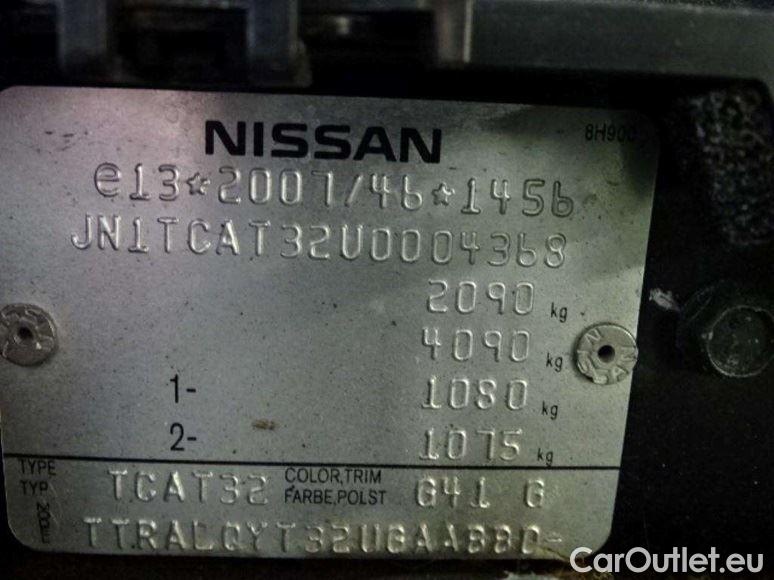 NISSAN
8H900
e13*2007/46*1456
JN1TCAT32U0004368
2090 kg
4090 kg
1- 1080 kg
2- 1075 kg
TYPE TYP TCAT32 COLOR,TRIM FARBE,POLST G41 G
TTRALQYT32UGAABBD-
CarOutlet.eu